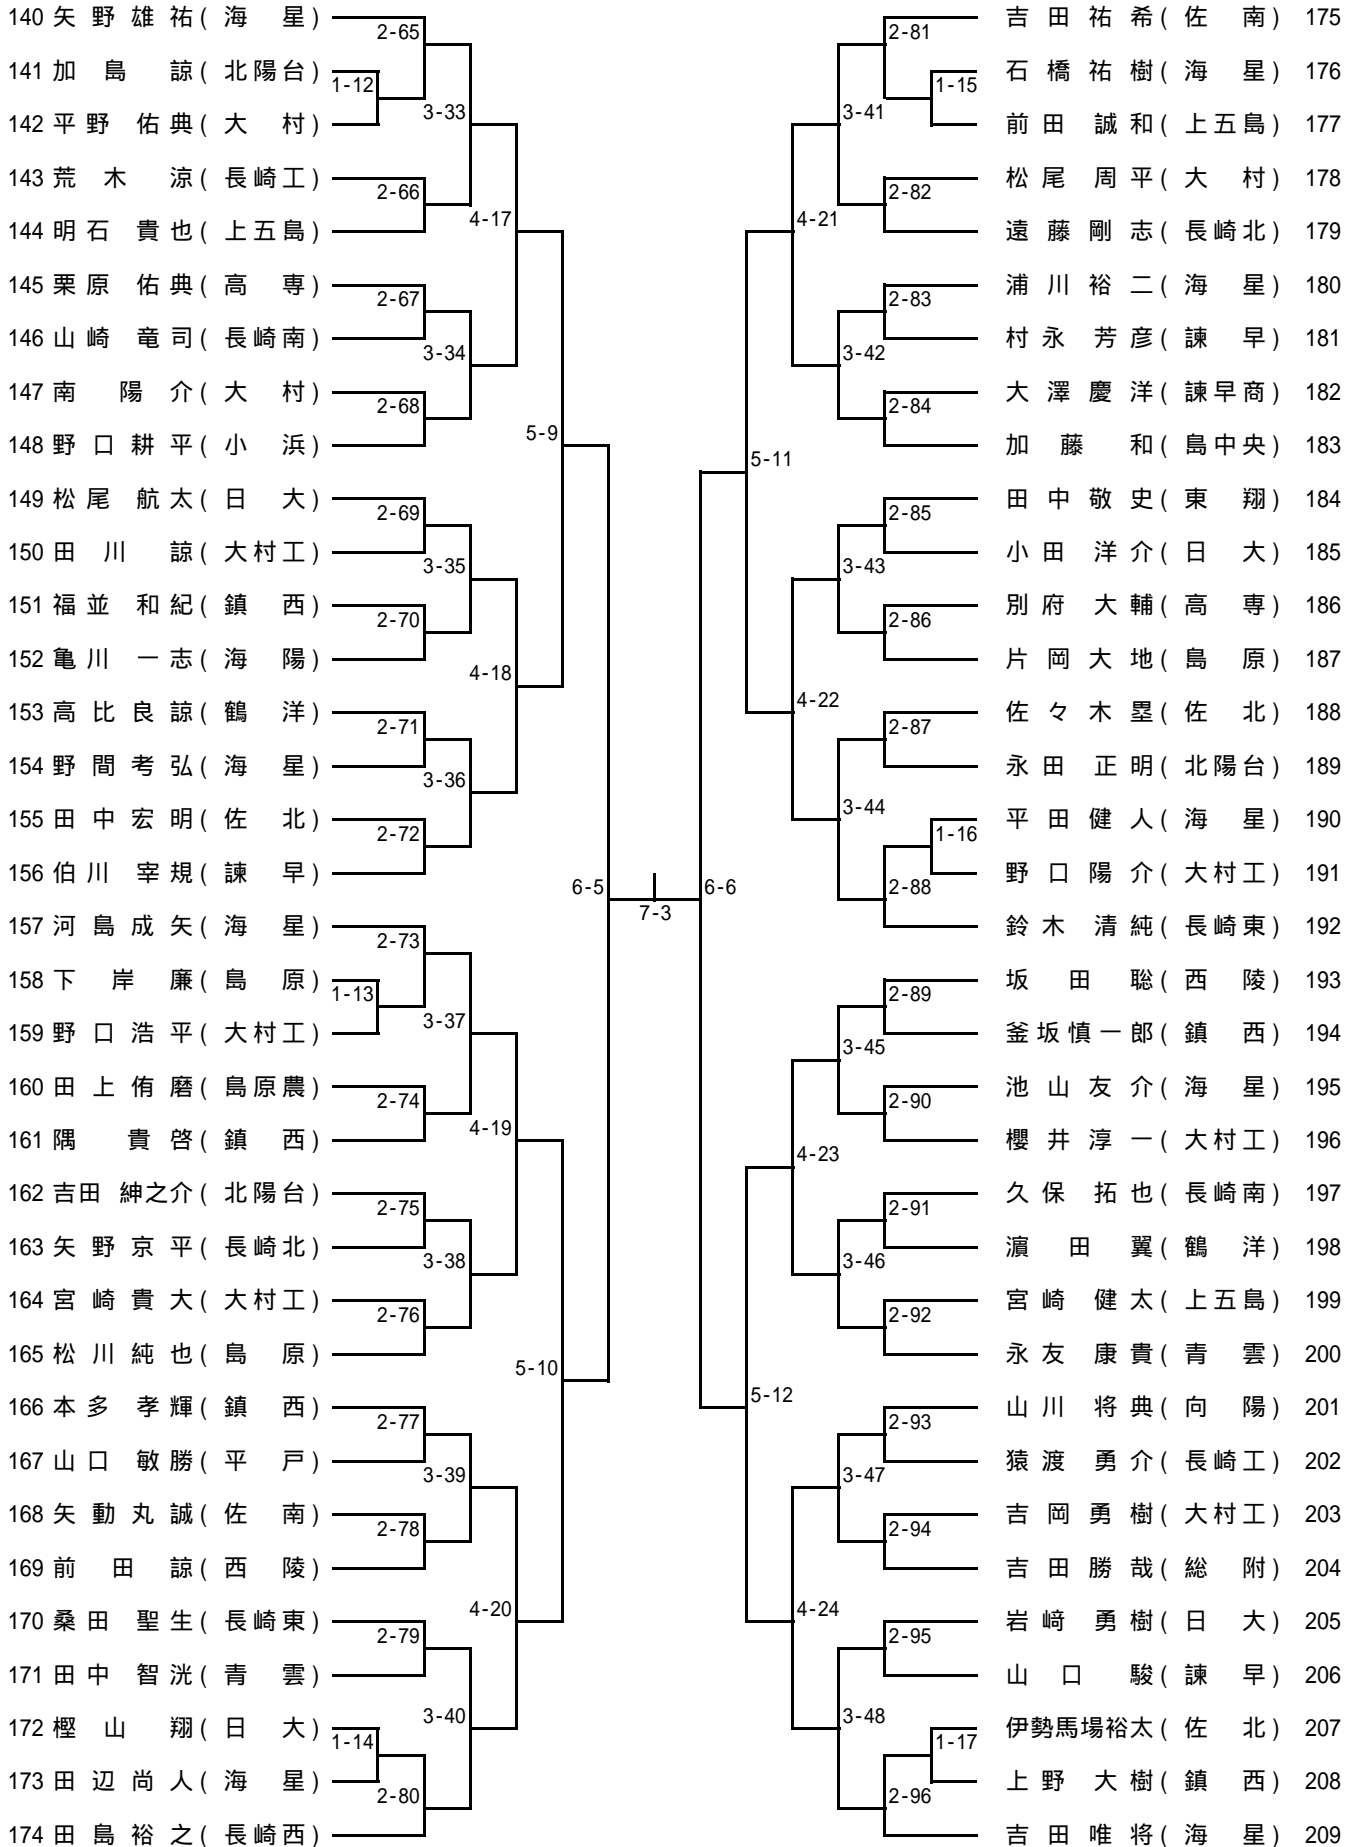 140 矢野雄祐(海星)
2-65
141 加島諒(北陽台)
1-12
3-33
142 平野佑典(大村)
143 荒木涼(長崎工)
2-66
4-17
144 明石貴也(上五島)
145 栗原佑典(高専)
2-67
146 山崎竜司(長崎南)
3-34
147 南陽介(大村)
2-68
5-9
148 野口耕平(小浜)
149 松尾航太(日大)
2-69
150 田川諒(大村工)
3-35
151 福並和紀(鎮西)
2-70
152 亀川一志(海陽)
4-18
153 高比良諒(鶴洋)
2-71
154 野間考弘(海星)
3-36
155 田中宏明(佐北)
2-72
156 伯川宰規(諫早)
6-5
157 河島成矢(海星)
2-73
158 下岸廉(島原)
1-13
3-37
159 野口浩平(大村工)
160 田上侑磨(島原農)
2-74
4-19
161 隅貴啓(鎮西)
162 吉田紳之介(北陽台)
2-75
163 矢野京平(長崎北)
3-38
164 宮崎貴大(大村工)
2-76
165 松川純也(島原)
5-10
166 本多孝輝(鎮西)
2-77
167 山口敏勝(平戸)
3-39
168 矢動丸誠(佐南)
2-78
169 前田諒(西陵)
4-20
170 桑田聖生(長崎東)
2-79
171 田中智洸(青雲)
3-40
172 樫山翔(日大)
1-14
173 田辺尚人(海星)
2-80
174 田島裕之(長崎西)
7-3
吉田祐希(佐南) 175
2-81
石橋祐樹(海星) 176
1-15
3-41
前田誠和(上五島) 177
松尾周平(大村) 178
2-82
4-21
遠藤剛志(長崎北) 179
浦川裕二(海星) 180
2-83
村永芳彦(諫早) 181
3-42
大澤慶洋(諫早商) 182
2-84
加藤和(島中央) 183
5-11
田中敬史(東翔) 184
2-85
小田洋介(日大) 185
3-43
別府大輔(高専) 186
2-86
片岡大地(島原) 187
4-22
佐々木塁(佐北) 188
2-87
永田正明(北陽台) 189
3-44
平田健人(海星) 190
1-16
野口陽介(大村工) 191
6-6
2-88
鈴木清純(長崎東) 192
坂田聡(西陵) 193
2-89
釜坂慎一郎(鎮西) 194
3-45
池山友介(海星) 195
2-90
櫻井淳一(大村工) 196
4-23
久保拓也(長崎南) 197
2-91
濵田翼(鶴洋) 198
3-46
宮崎健太(上五島) 199
2-92
永友康貴(青雲) 200
5-12
山川将典(向陽) 201
2-93
猿渡勇介(長崎工) 202
3-47
吉岡勇樹(大村工) 203
2-94
吉田勝哉(総附) 204
4-24
岩﨑勇樹(日大) 205
2-95
山口駿(諫早) 206
3-48
伊勢馬場裕太(佐北) 207
1-17
上野大樹(鎮西) 208
2-96
吉田唯将(海星) 209